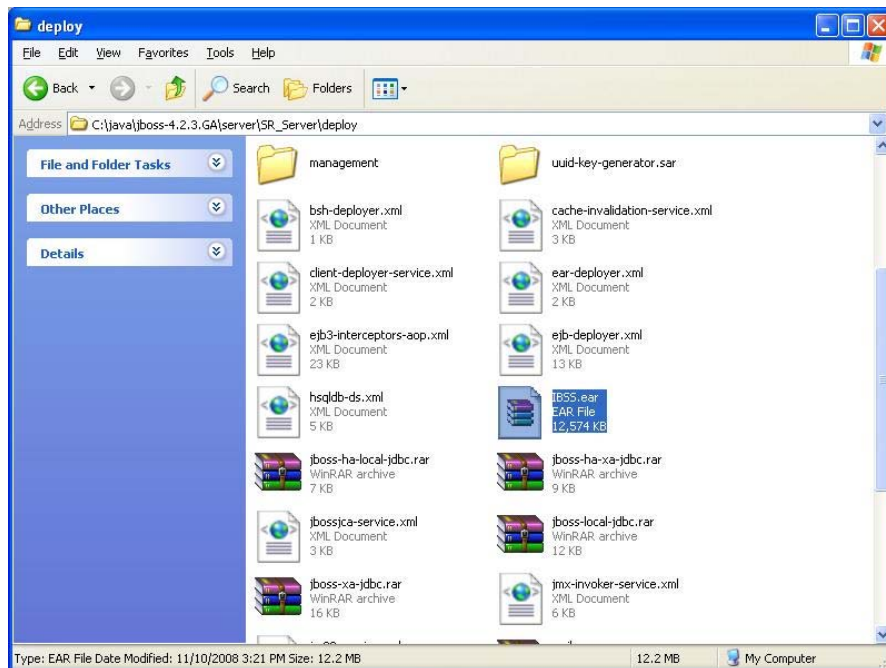 deploy
File Edit View Favorites Tools Help
Back Search Folders
Address C:\java\jboss-4.2.3.GA\server\SR_Server\deploy
File and Folder Tasks
Other Places
Details
management
uuid-key-generator.sar
bsh-deployer.xml
XML Document
1 KB
cache-invalidation-service.xml
XML Document
3 KB
client-deployer-service.xml
XML Document
2 KB
ear-deployer.xml
XML Document
2 KB
ejb3-interceptors-aop.xml
XML Document
23 KB
ejb-deployer.xml
XML Document
13 KB
hsqldb-ds.xml
XML Document
5 KB
IBSS.ear
EAR File
12,574 KB
jboss-ha-local-jdbc.rar
WinRAR archive
7 KB
jboss-ha-xa-jdbc.rar
WinRAR archive
9 KB
jbossjca-service.xml
XML Document
3 KB
jboss-local-jdbc.rar
WinRAR archive
12 KB
jboss-xa-jdbc.rar
WinRAR archive
16 KB
jmx-invoker-service.xml
XML Document
6 KB
Type: EAR File Date Modified: 11/10/2008 3:21 PM Size: 12.2 MB 12.2 MB My Computer